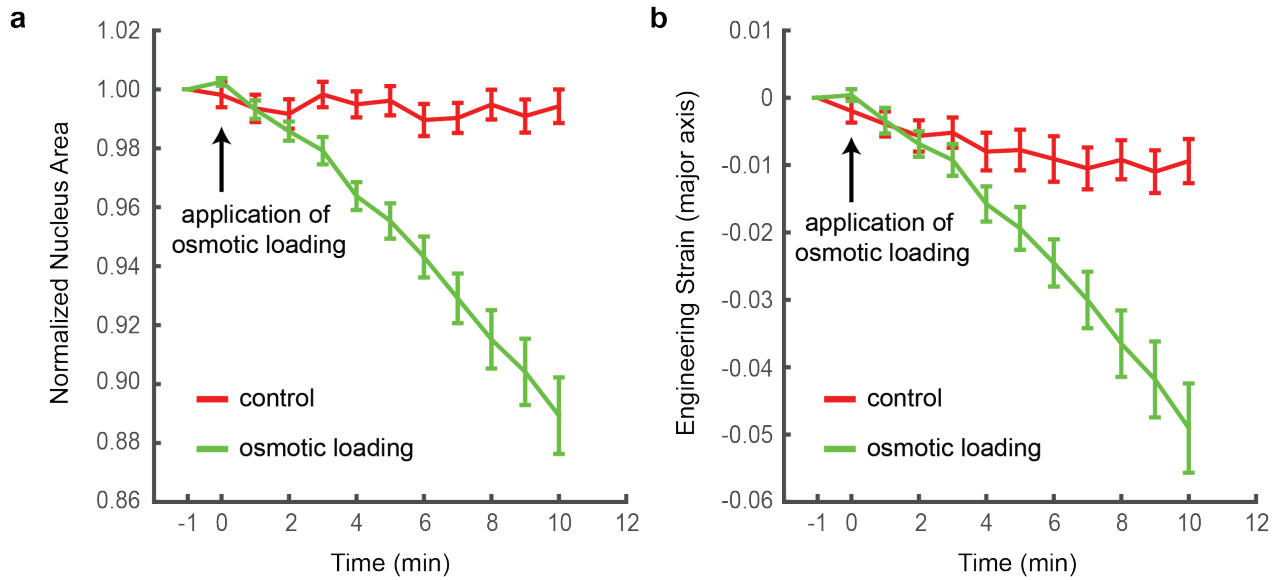 a
1.02
1.00
0.98
0.96
0.94
0.92
0.90
0.88
0.86
Normalized Nucleus Area
application of
osmotic loading
control
osmotic loading
-1 0 2 4 6 8 10 12
Time (min)
b
0.01
0
-0.01
-0.02
-0.03
-0.04
-0.05
-0.06
Engineering Strain (major axis)
application of
osmotic loading
control
osmotic loading
-1 0 2 4 6 8 10 12
Time (min)